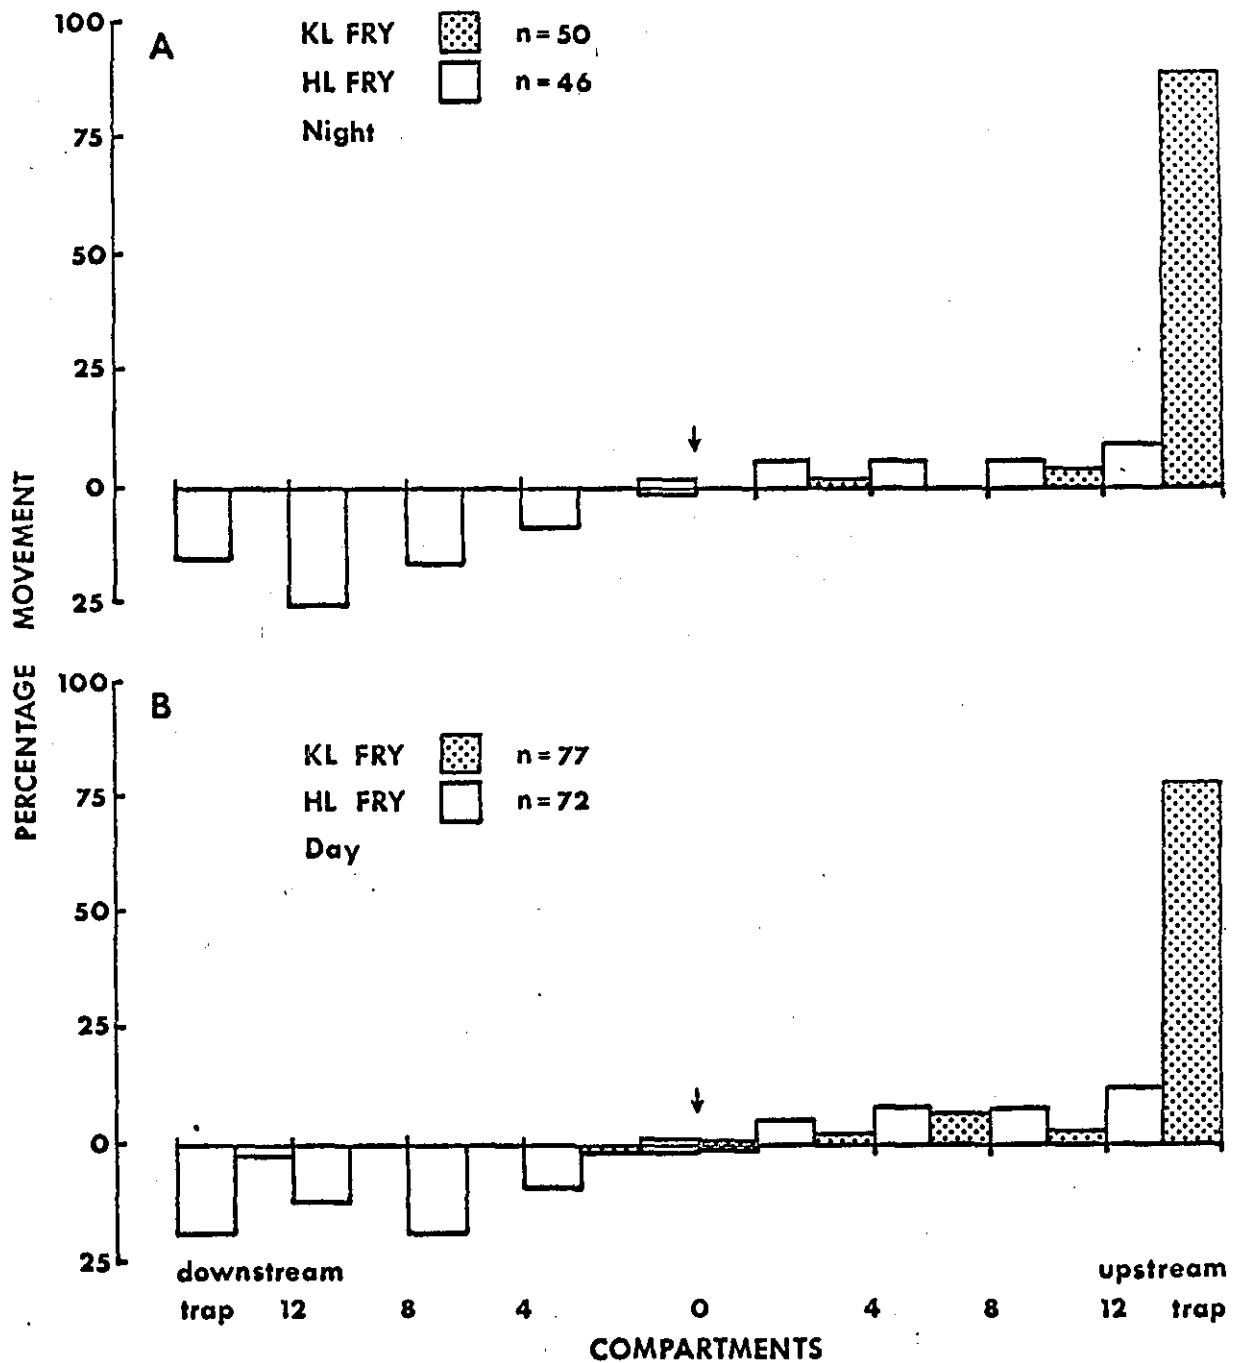 100
A
KL FRY n=50
HL FRY n=46
Night
75
50
25
0
25
PERCENTAGE MOVEMENT
100
B
KL FRY n=77
HL FRY n=72
Day
75
50
25
0
25
downstream trap 12 8 4 0 4 8 12 upstream trap
COMPARTMENTS